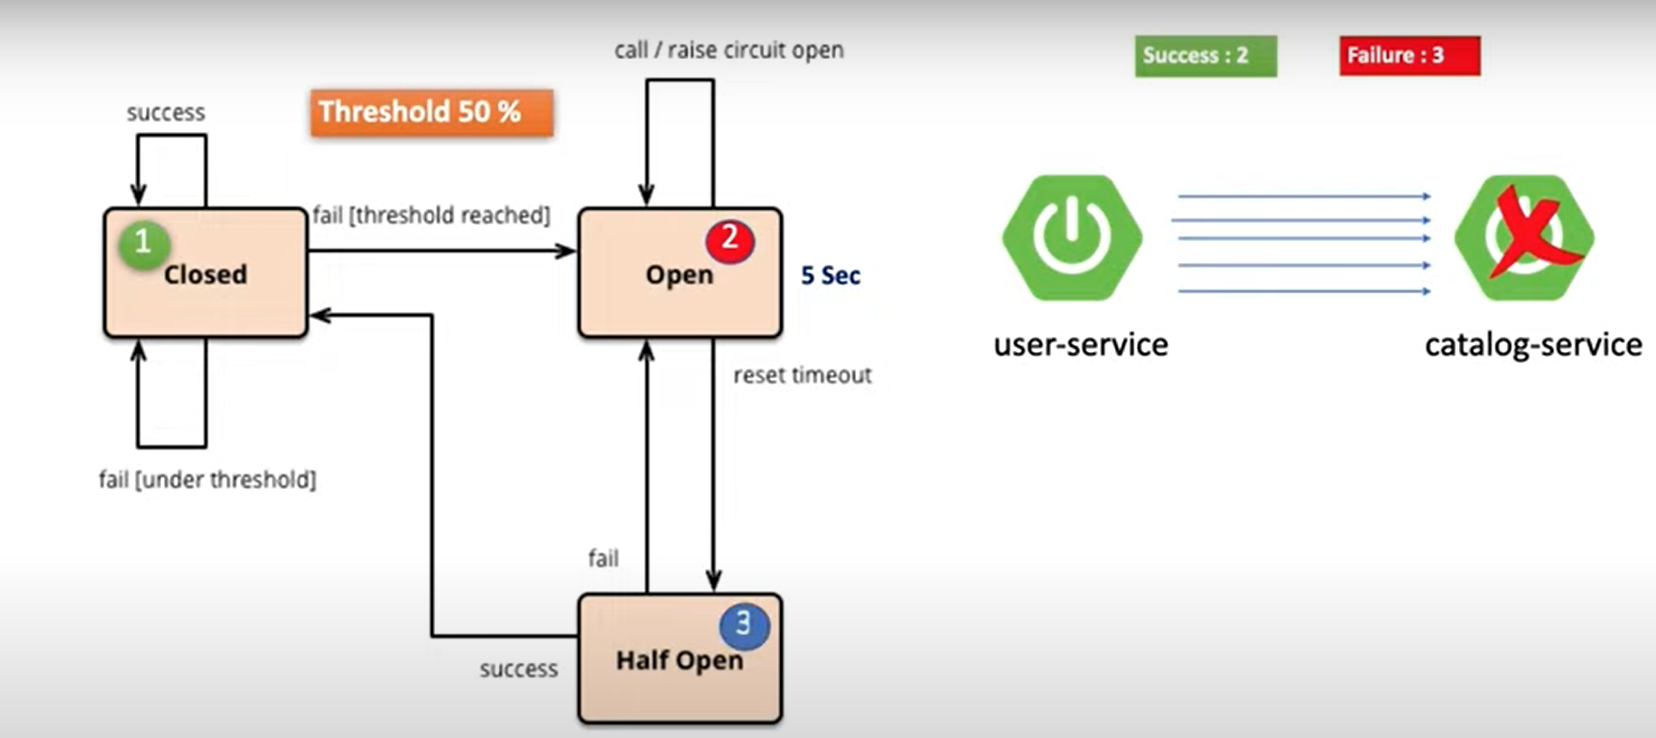 call / raise circuit open
Success : 2
Failure : 3
success
Threshold 50 %
fail [threshold reached]
1
Closed
2
Open
5 Sec
user-service
catalog-service
reset timeout
fail [under threshold]
fail
3
Half Open
success